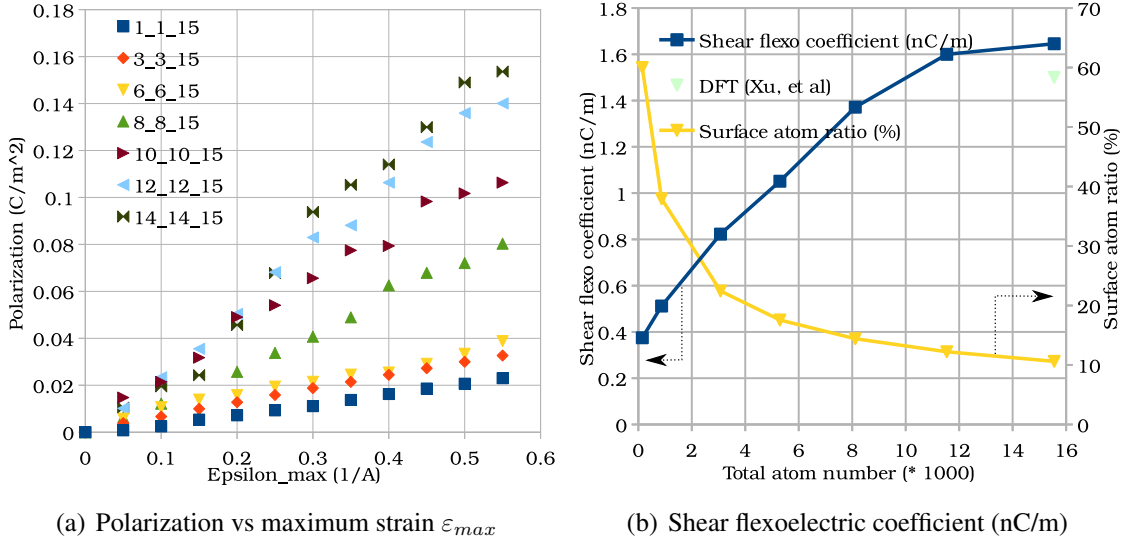 0.18
0.16
0.14
0.12
0.1
0.08
0.06
0.04
0.02
0
Polarization (C/m^2)
1_1_15
3_3_15
6_6_15
8_8_15
10_10_15
12_12_15
14_14_15
0 0.1 0.2 0.3 0.4 0.5 0.6
Epsilon_max (1/A)
(a) Polarization vs maximum strain εmax
1.8
1.6
1.4
1.2
1
0.8
0.6
0.4
0.2
0
Shear flexo coefficient (nC/m)
Shear flexo coefficient (nC/m)
DFT (Xu, et al)
Surface atom ratio (%)
70
60
50
40
30
20
10
0
Surface atom ratio (%)
0 2 4 6 8 10 12 14 16
Total atom number (* 1000)
(b) Shear flexoelectric coefficient (nC/m)